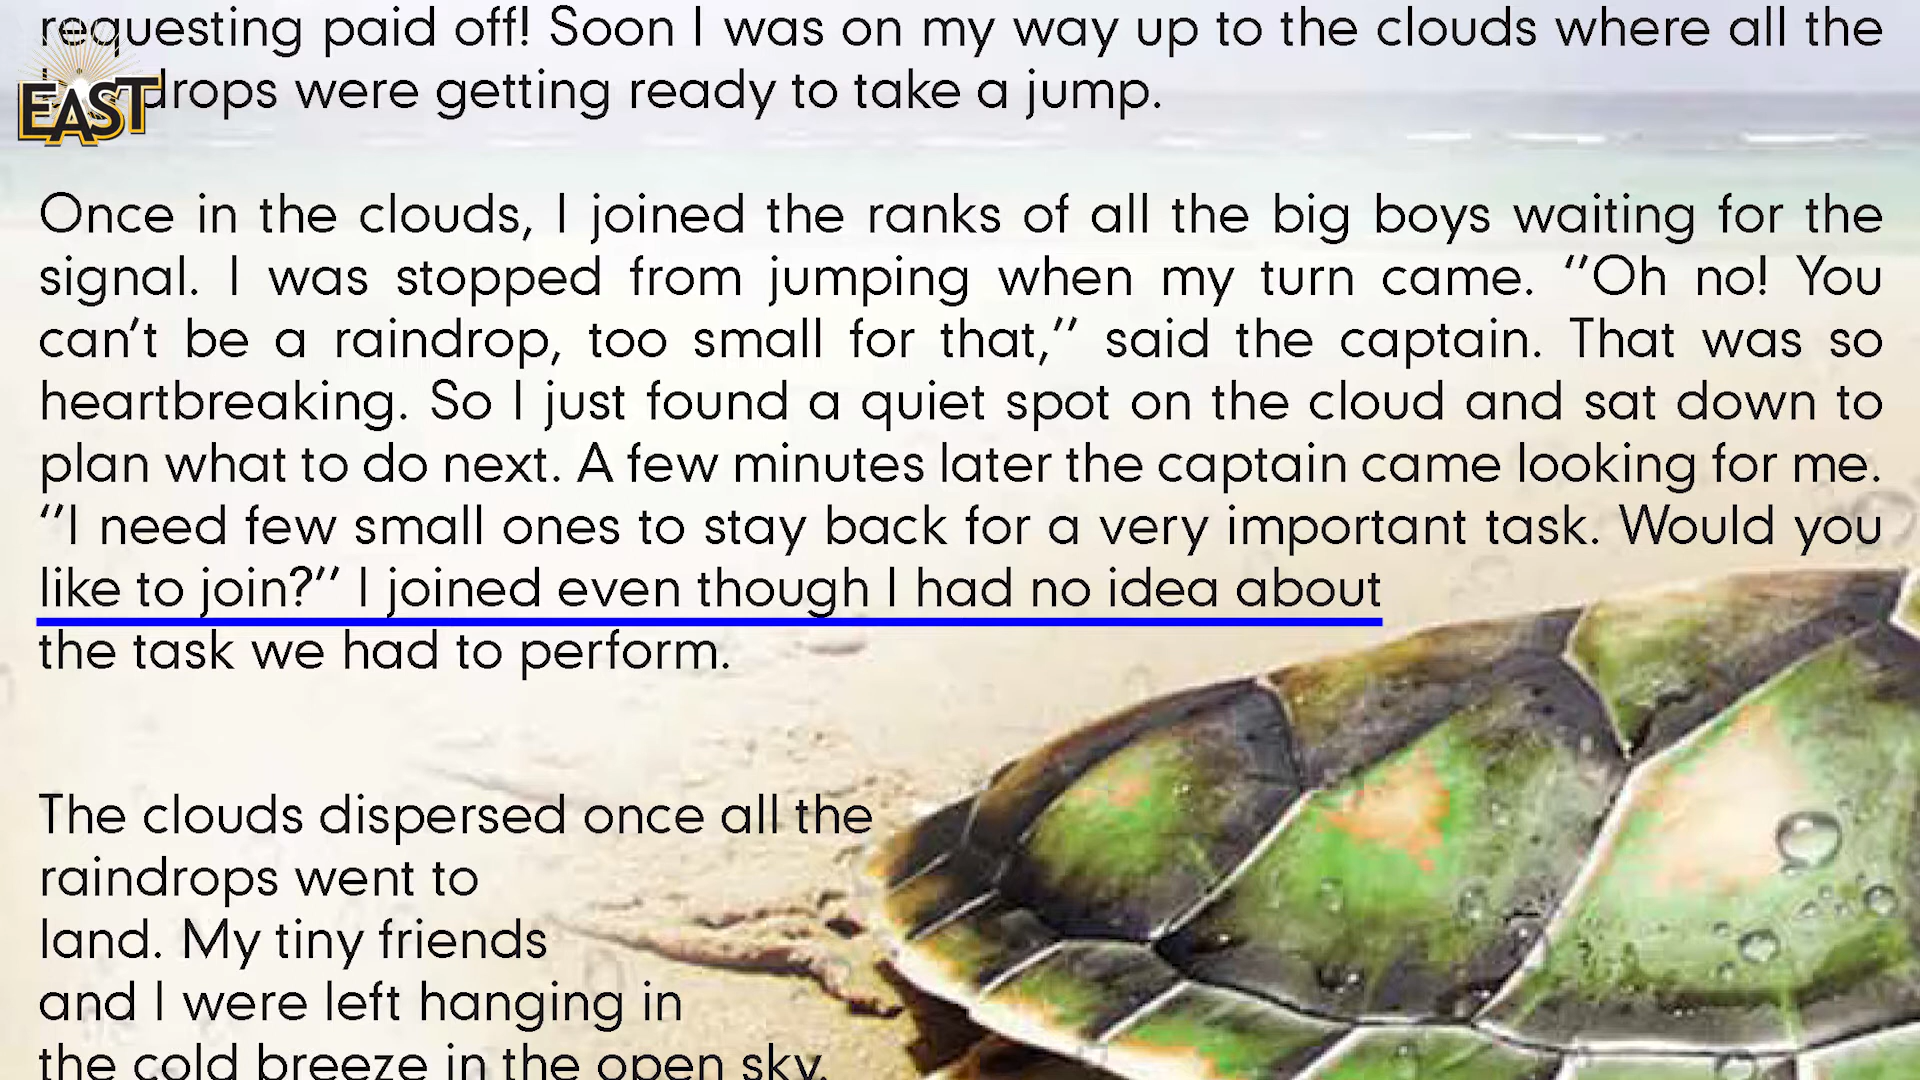 requesting paid off! Soon I was on my way up to the clouds where all the
EAST
drops were getting ready to take a jump.
Once in the clouds, I joined the ranks of all the big boys waiting for the
signal. I was stopped from jumping when my turn came. “Oh no! You
can’t be a raindrop, too small for that,” said the captain. That was so
heartbreaking. So I just found a quiet spot on the cloud and sat down to
plan what to do next. A few minutes later the captain came looking for me.
“I need few small ones to stay back for a very important task. Would you
like to join?” I joined even though I had no idea about
the task we had to perform.
The clouds dispersed once all the
raindrops went to
land. My tiny friends
and I were left hanging in
the cold breeze in the open sky.